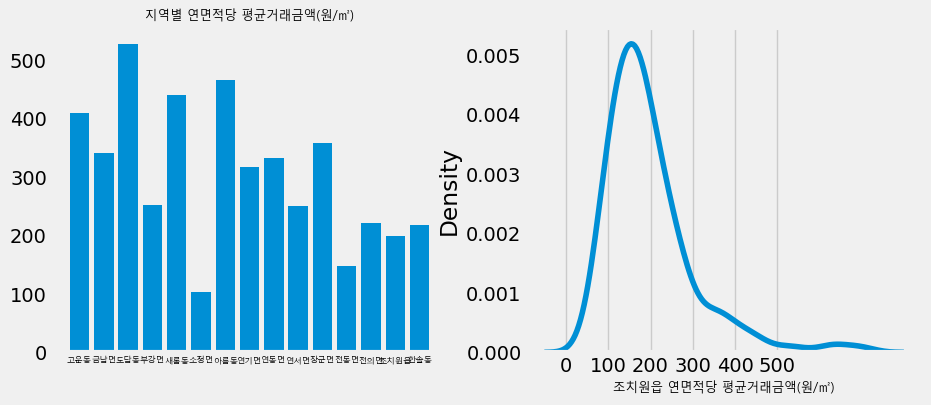 지역별 연면적당 평균거래금액(원/㎡)
500
400
300
200
100
0
고운동 금남면 도담동 부강면 새롬동 소정면 아름동 연기면 연동면 연서면 장군면 전동면 전의면 조치원읍 한솔동
Density
0.005
0.004
0.003
0.002
0.001
0.000
0 100 200 300 400 500
조치원읍 연면적당 평균거래금액(원/㎡)